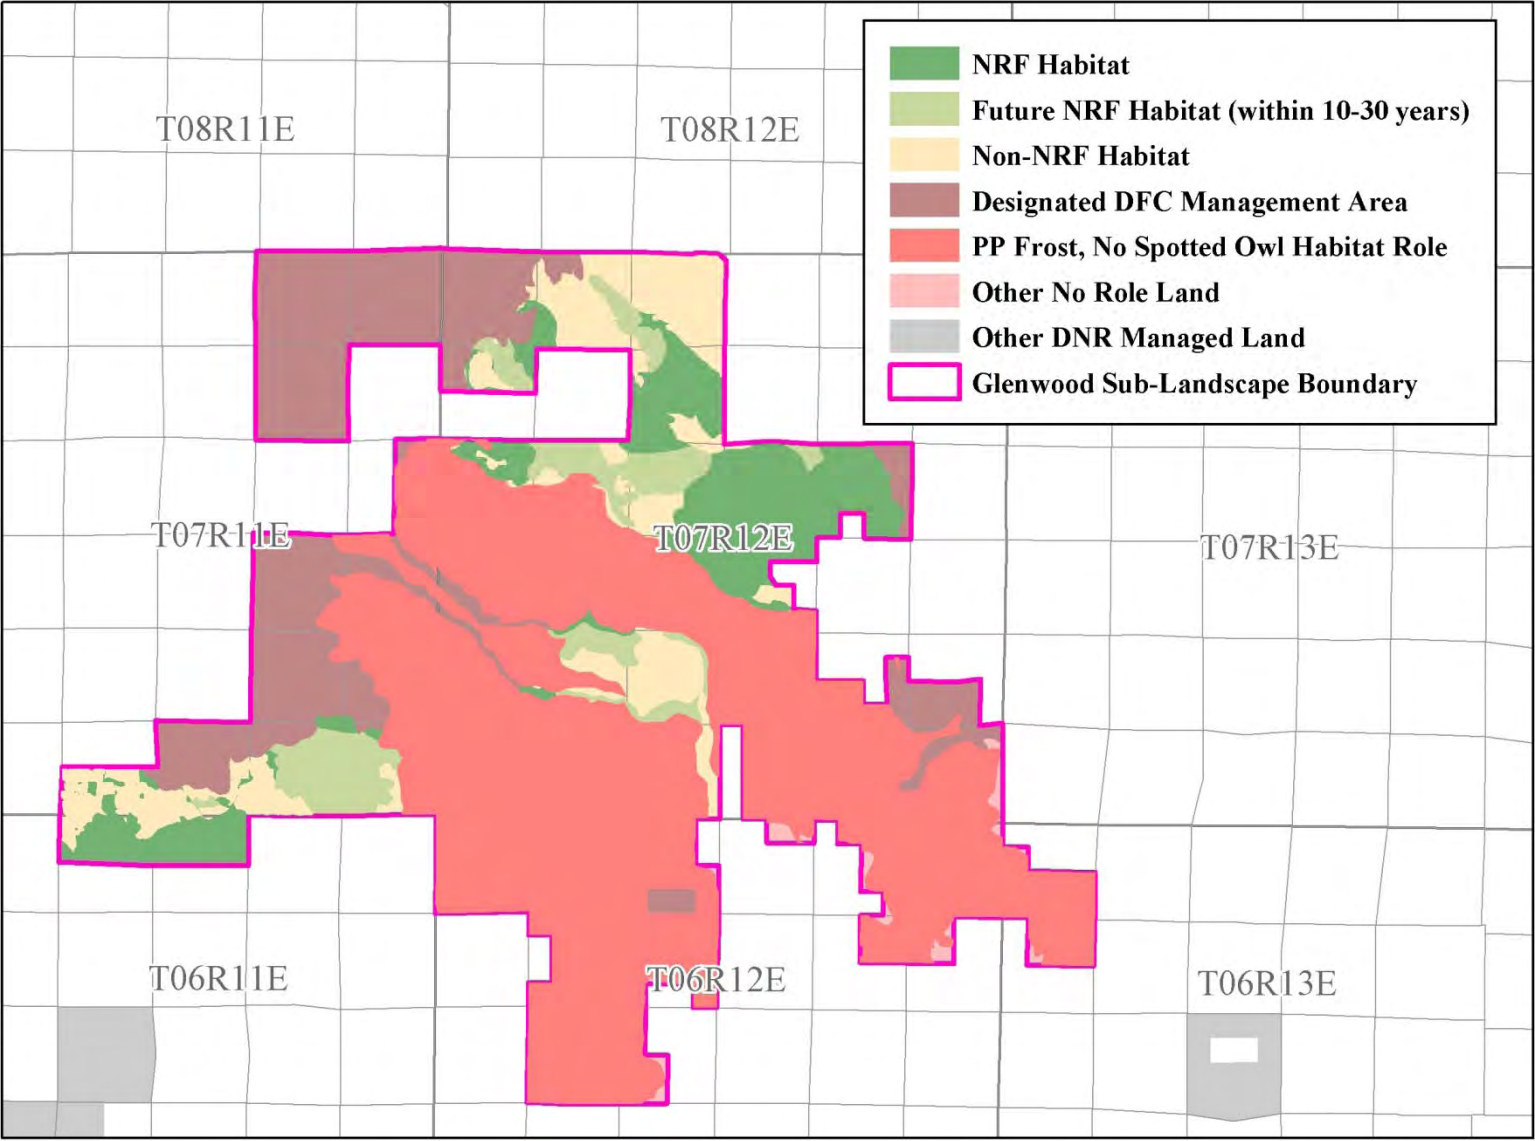 NRF Habitat
Future NRF Habitat (within 10-30 years)
Non-NRF Habitat
Designated DFC Management Area
PP Frost, No Spotted Owl Habitat Role
Other No Role Land
Other DNR Managed Land
Glenwood Sub-Landscape Boundary
T08R11E
T08R12E
T07R11E
T07R12E
T07R13E
T06R11E
T06R12E
T06R13E